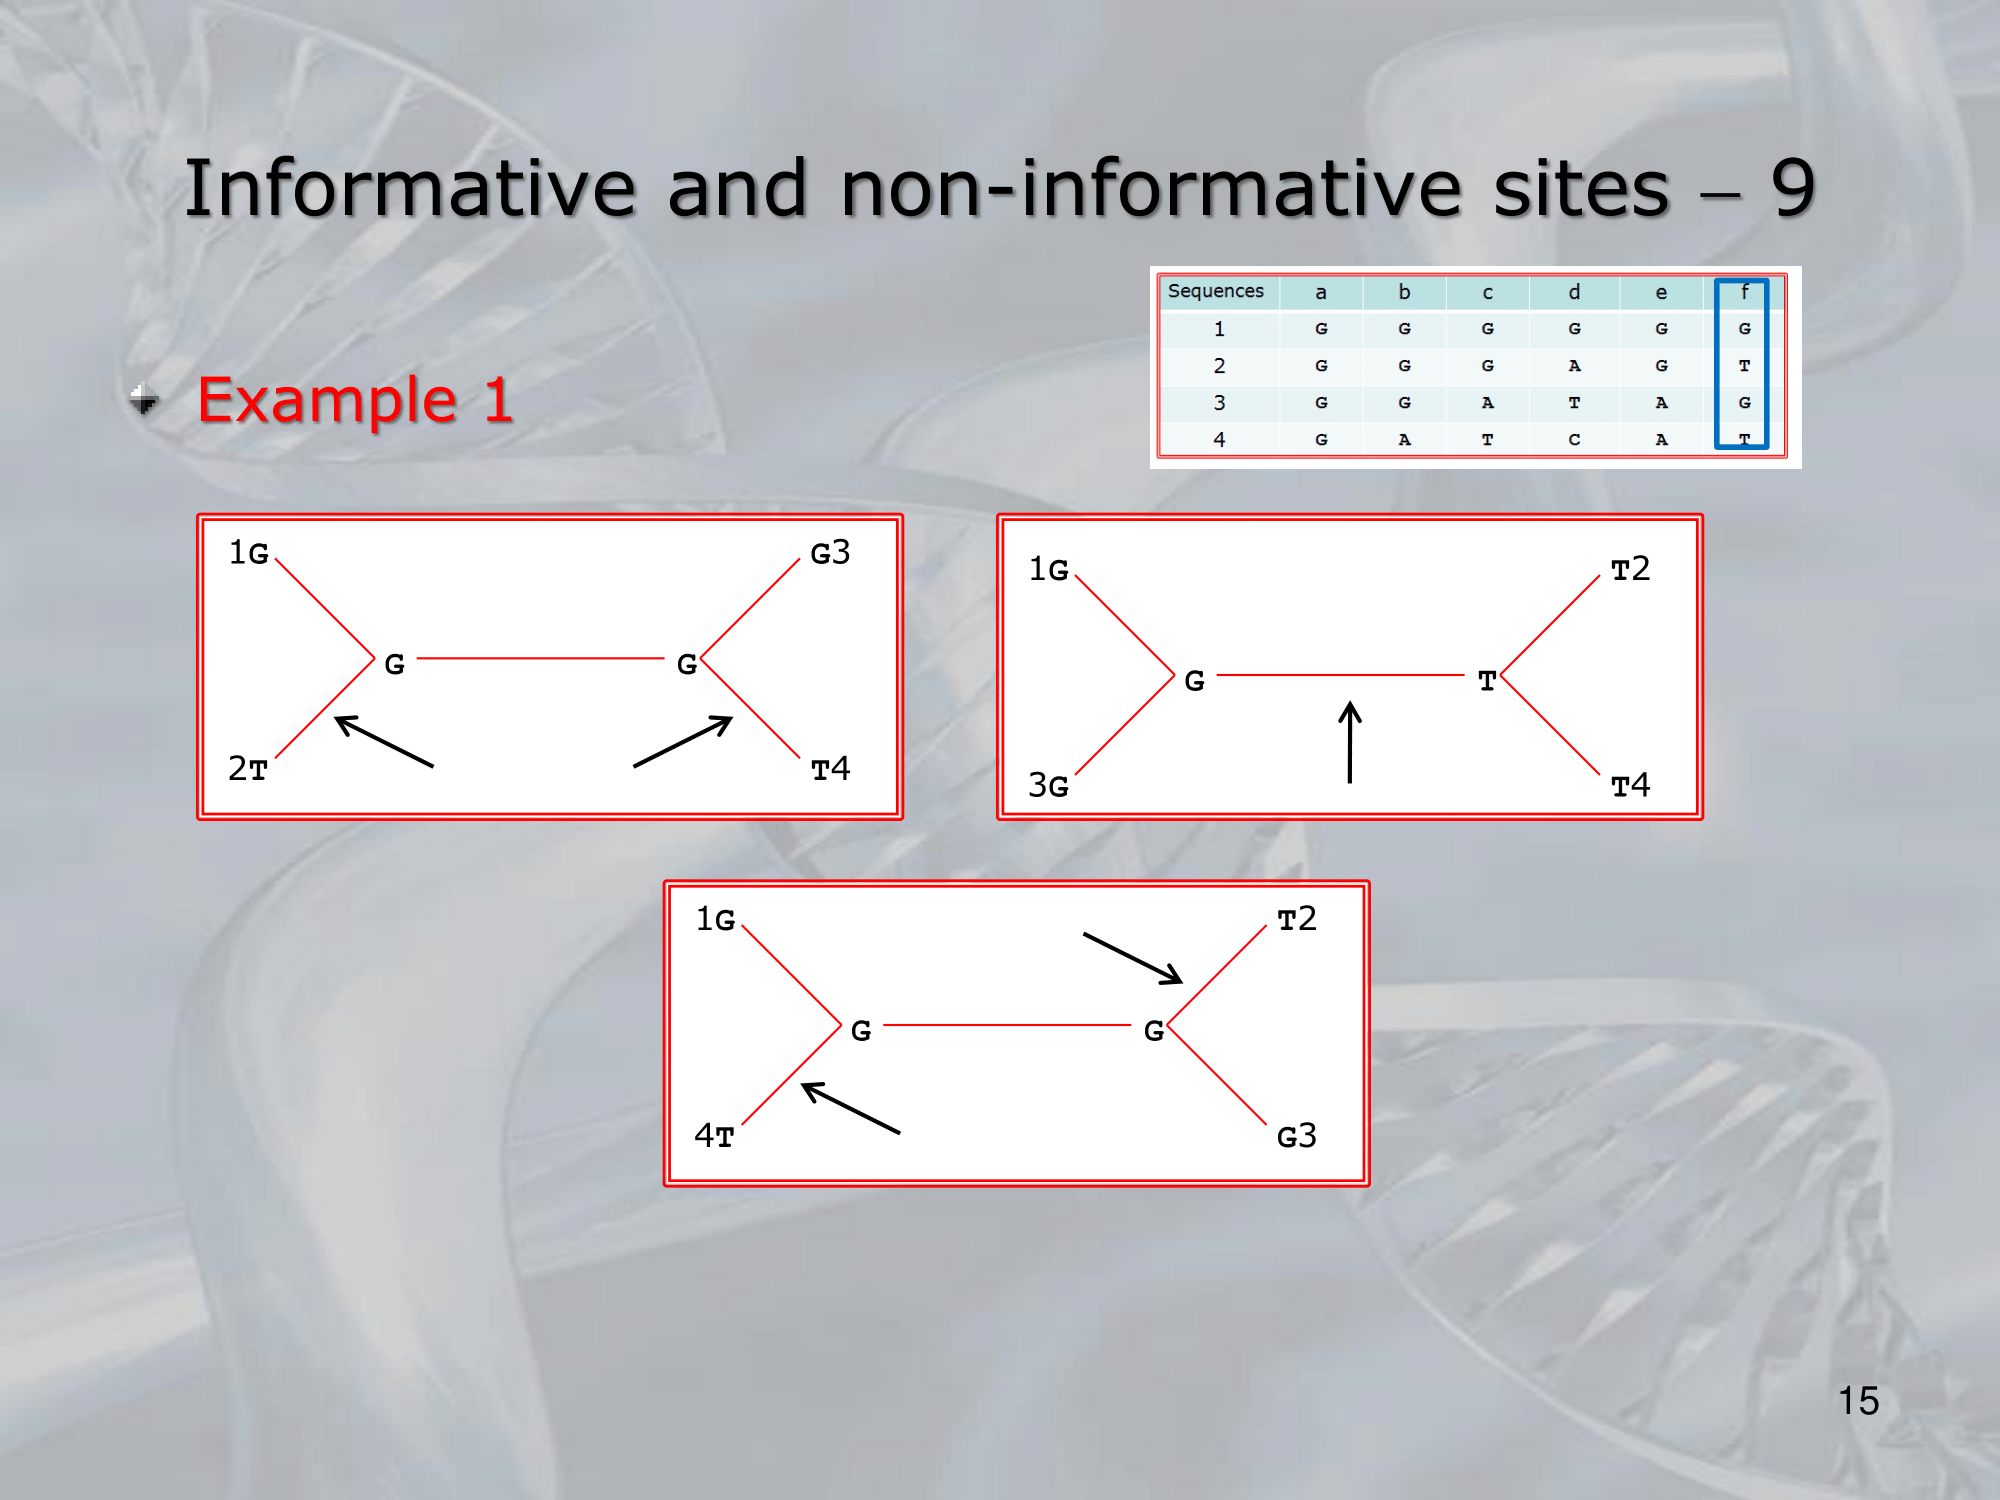 Informative and non-informative sites – 9
Sequences a b c d e f
1 G G G G G G
2 G G G A G T
3 G G A T A G
4 G A T C A T
Example 1
1G G3
G G
2T T4
1G T2
G T
3G T4
1G T2
G G
4T G3
15